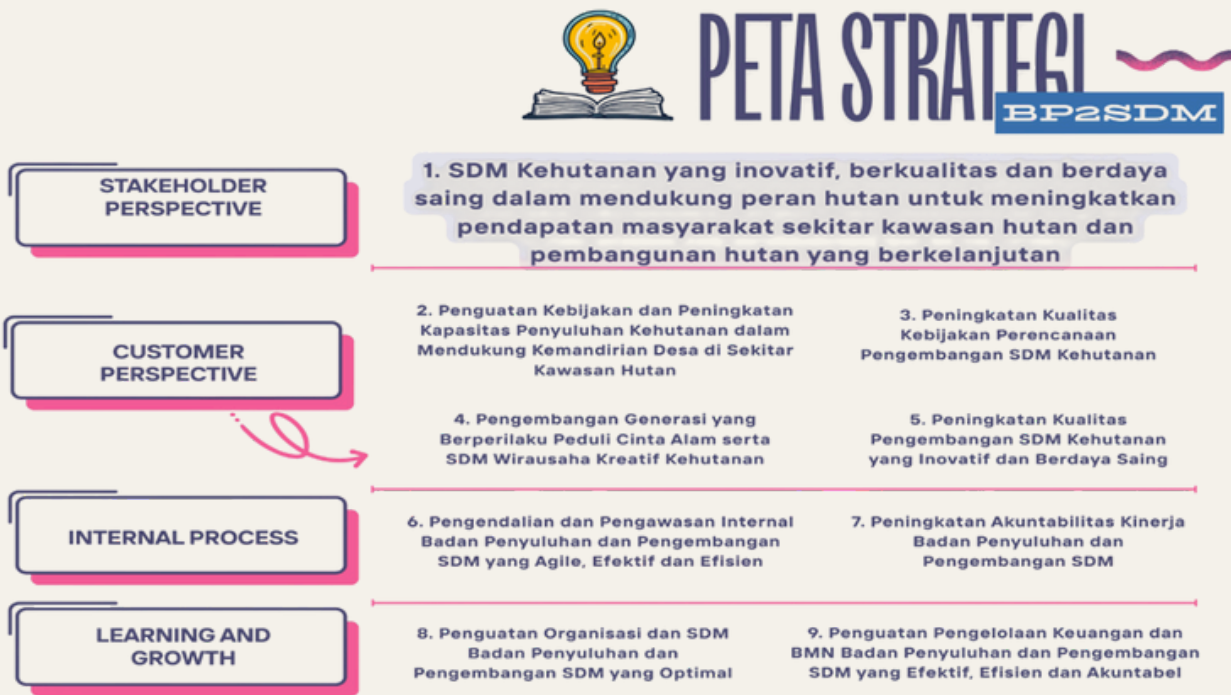 PETA STRATEGI
BP2SDM
STAKEHOLDER
PERSPECTIVE
1. SDM Kehutanan yang inovatif, berkualitas dan berdaya
saing dalam mendukung peran hutan untuk meningkatkan
pendapatan masyarakat sekitar kawasan hutan dan
pembangunan hutan yang berkelanjutan
CUSTOMER
PERSPECTIVE
2. Penguatan Kebijakan dan Peningkatan
Kapasitas Penyuluhan Kehutanan dalam
Mendukung Kemandirian Desa di Sekitar
Kawasan Hutan
3. Peningkatan Kualitas
Kebijakan Perencanaan
Pengembangan SDM Kehutanan
4. Pengembangan Generasi yang
Berperilaku Peduli Cinta Alam serta
SDM Wirausaha Kreatif Kehutanan
5. Peningkatan Kualitas
Pengembangan SDM Kehutanan
yang Inovatif dan Berdaya Saing
INTERNAL PROCESS
6. Pengendalian dan Pengawasan Internal
Badan Penyuluhan dan Pengembangan
SDM yang Agile, Efektif dan Efisien
7. Peningkatan Akuntabilitas Kinerja
Badan Penyuluhan dan
Pengembangan SDM
LEARNING AND
GROWTH
8. Penguatan Organisasi dan SDM
Badan Penyuluhan dan
Pengembangan SDM yang Optimal
9. Penguatan Pengelolaan Keuangan dan
BMN Badan Penyuluhan dan Pengembangan
SDM yang Efektif, Efisien dan Akuntabel